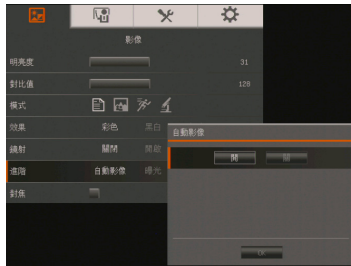 影像
明亮度 31
對比值 128
模式
效果 彩色 黑白
鏡射 關閉 開啟
進階 自動影像 曝光
對焦
自動影像
開 關
OK